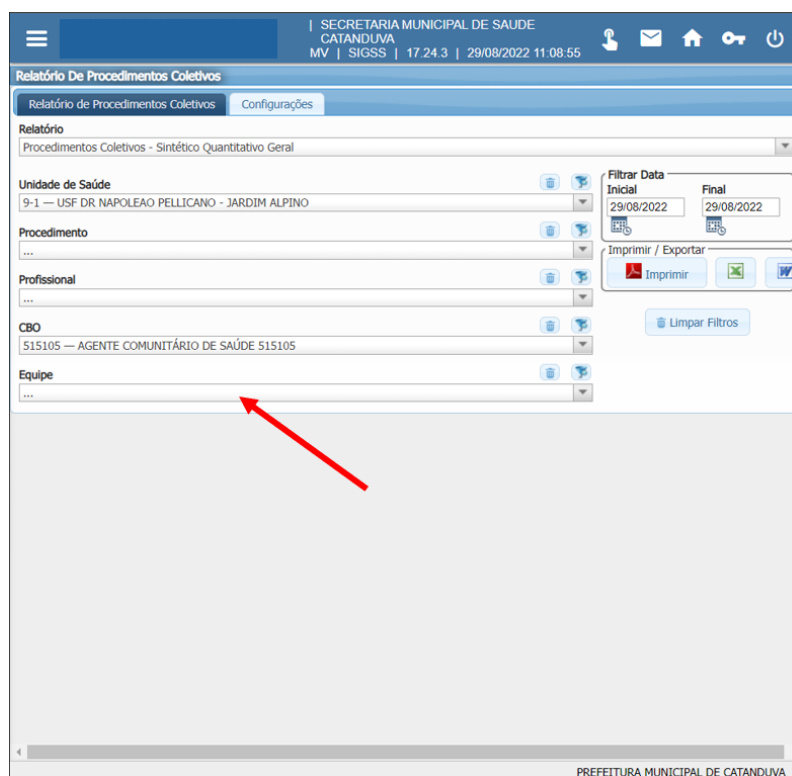 | SECRETARIA MUNICIPAL DE SAUDE
CATANDUVA
MV | SIGSS | 17.24.3 | 29/08/2022 11:08:55
Relatório De Procedimentos Coletivos
Relatório de Procedimentos Coletivos Configurações
Relatório
Procedimentos Coletivos - Sintético Quantitativo Geral
Unidade de Saúde
9-1 — USF DR NAPOLEAO PELLICANO - JARDIM ALPINO
Procedimento
...
Profissional
...
CBO
515105 — AGENTE COMUNITÁRIO DE SAÚDE 515105
Equipe
...
Filtrar Data
Inicial Final
29/08/2022 29/08/2022
Imprimir / Exportar
Imprimir
Limpar Filtros
PREFEITURA MUNICIPAL DE CATANDUVA